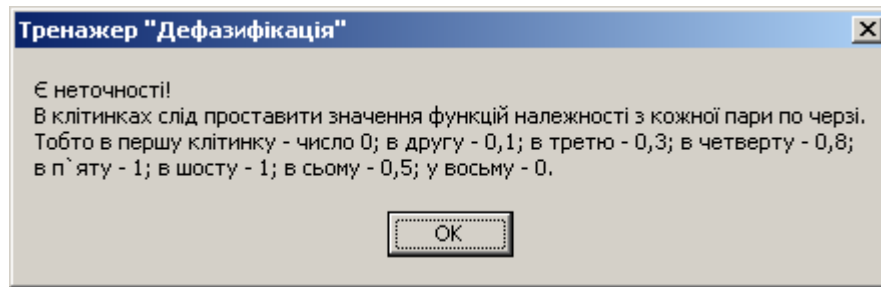 Тренажер "Дефазифікація"
Є неточності!
В клітинках слід проставити значення функцій належності з кожної пари по черзі.
Тобто в першу клітинку - число 0; в другу - 0,1; в третю - 0,3; в четверту - 0,8;
в п`яту - 1; в шосту - 1; в сьому - 0,5; у восьму - 0.
OK